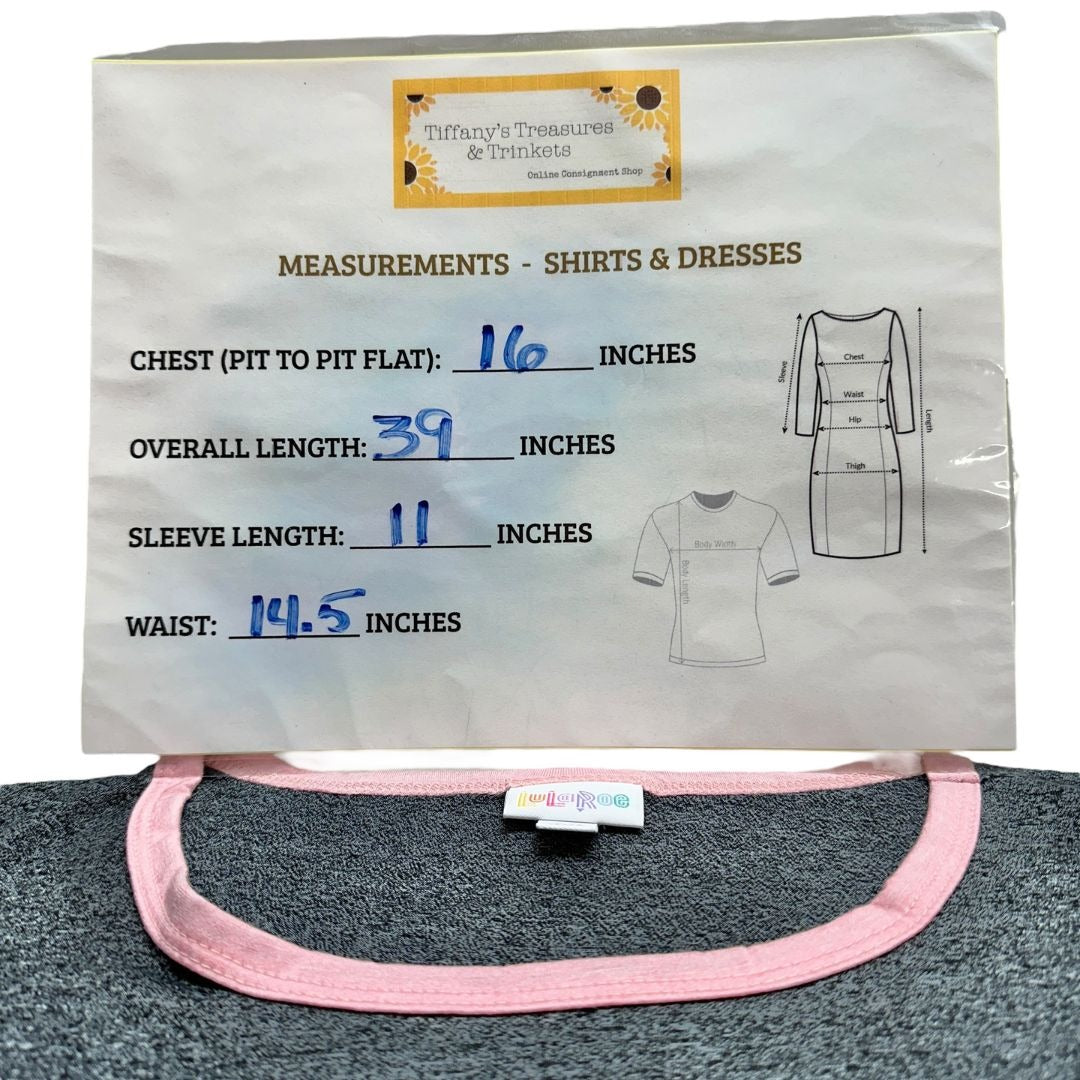 Tiffany's Treasures
& Trinkets
Online Consignment Shop
MEASUREMENTS - SHIRTS & DRESSES
CHEST (PIT TO PIT FLAT): 16 INCHES
OVERALL LENGTH: 39 INCHES
SLEEVE LENGTH: 11 INCHES
WAIST: 14.5 INCHES
Sleeve
Chest
Waist
Hip
Thigh
Length
Body Width
Body Length
LuLaRoe